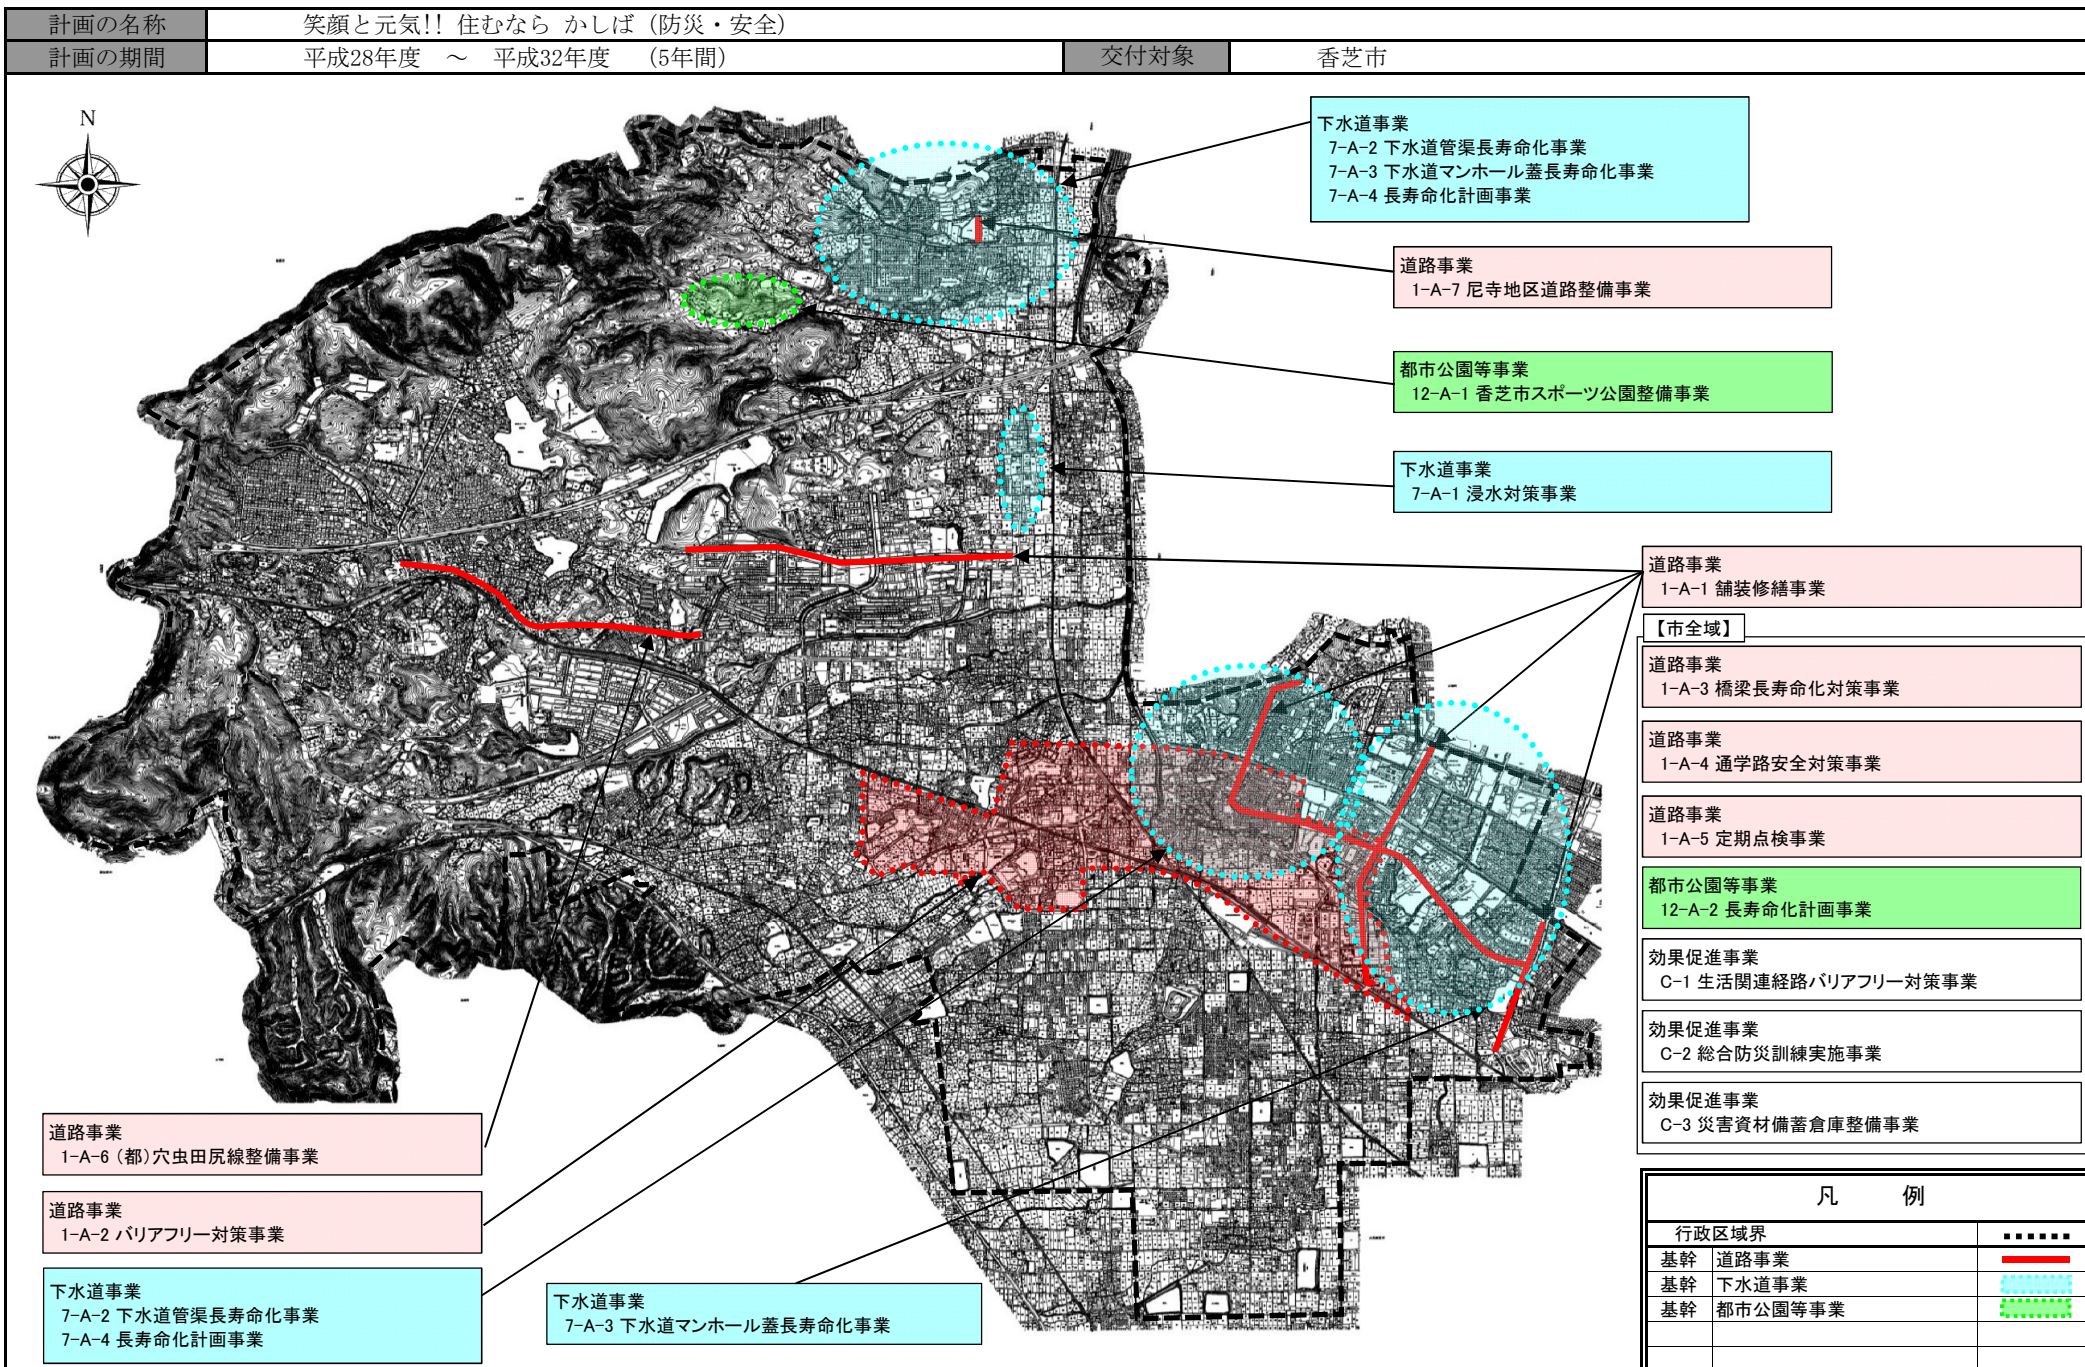 計画の名称 笑顔と元気!! 住むなら かしば（防災・安全）
計画の期間 平成28年度 ～ 平成32年度 （5年間） 交付対象 香芝市
N
下水道事業
7-A-2 下水道管渠長寿命化事業
7-A-3 下水道マンホール蓋長寿命化事業
7-A-4 長寿命化計画事業
道路事業
1-A-7 尼寺地区道路整備事業
都市公園等事業
12-A-1 香芝市スポーツ公園整備事業
下水道事業
7-A-1 浸水対策事業
道路事業
1-A-1 舗装修繕事業
【市全域】
道路事業
1-A-3 橋梁長寿命化対策事業
道路事業
1-A-4 通学路安全対策事業
道路事業
1-A-5 定期点検事業
都市公園等事業
12-A-2 長寿命化計画事業
効果促進事業
C-1 生活関連経路バリアフリー対策事業
効果促進事業
C-2 総合防災訓練実施事業
効果促進事業
C-3 災害資材備蓄倉庫整備事業
道路事業
1-A-6 （都）穴虫田尻線整備事業
道路事業
1-A-2 バリアフリー対策事業
下水道事業
7-A-2 下水道管渠長寿命化事業
7-A-4 長寿命化計画事業
下水道事業
7-A-3 下水道マンホール蓋長寿命化事業
凡 例
行政区域界
基幹 道路事業
基幹 下水道事業
基幹 都市公園等事業